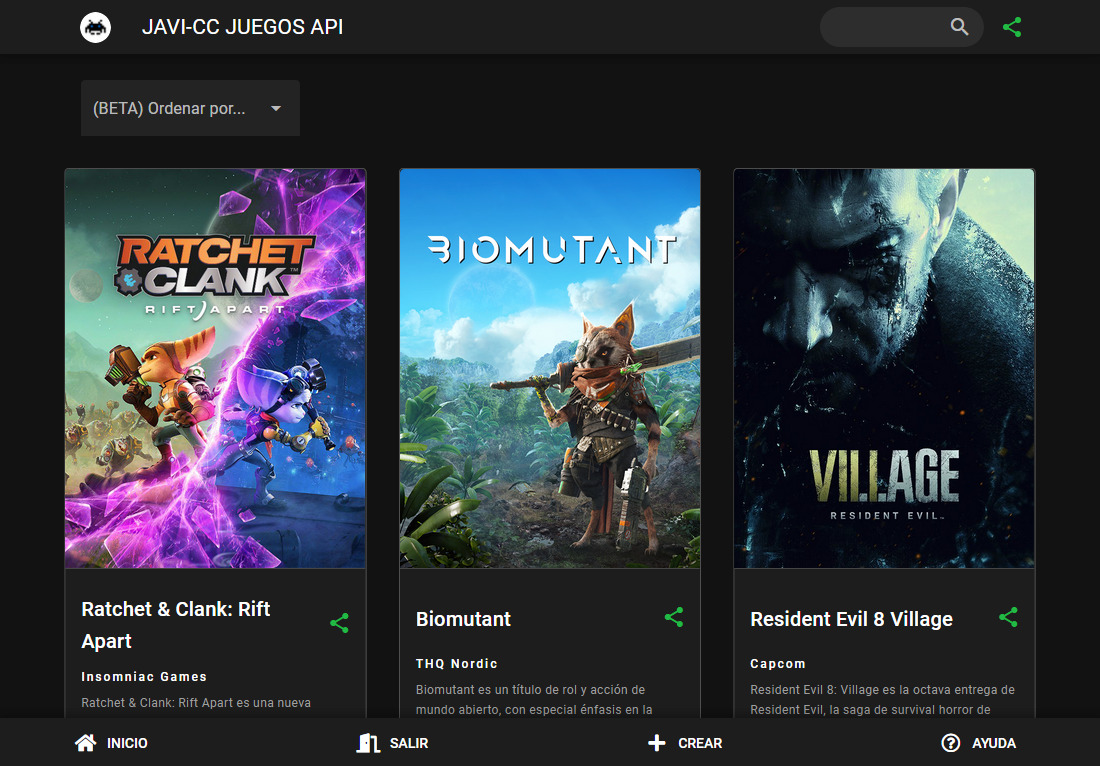 JAVI-CC JUEGOS API
(BETA) Ordenar por...
RATCHET
CLANK™
RIFT APART
BIOMUTANT
VILLAGE
RESIDENT EVIL™
Ratchet & Clank: Rift
Apart
Insomniac Games
Ratchet & Clank: Rift Apart es una nueva
Biomutant
THQ Nordic
Biomutant es un título de rol y acción de
mundo abierto, con especial énfasis en la
Resident Evil 8 Village
Capcom
Resident Evil 8: Village es la octava entrega de
Resident Evil, la saga de survival horror de
INICIO
SALIR
CREAR
AYUDA